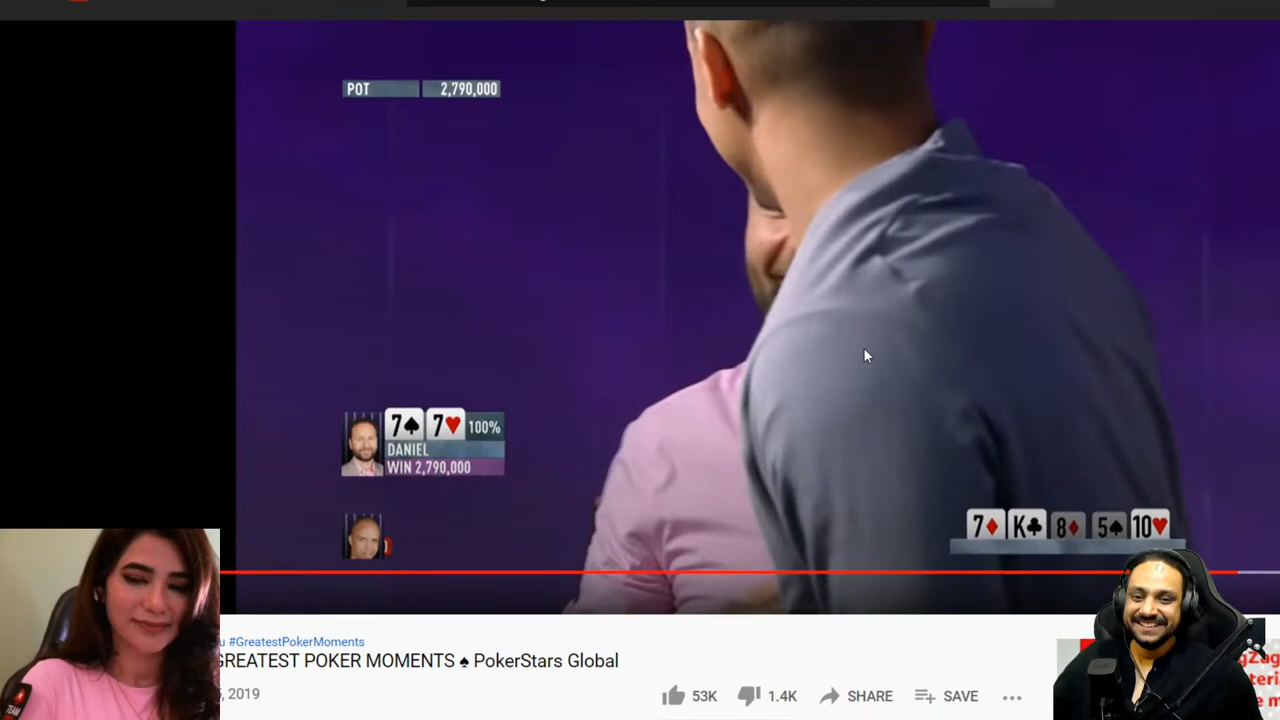 POT 2,790,000
7♠ 7♥ 100%
DANIEL
WIN 2,790,000
7♦ K♣ 8♦ 5♠ 10♥
#GreatestPokerMoments
GREATEST POKER MOMENTS ♠ PokerStars Global
, 2019
53K 1.4K SHARE SAVE
TEAM